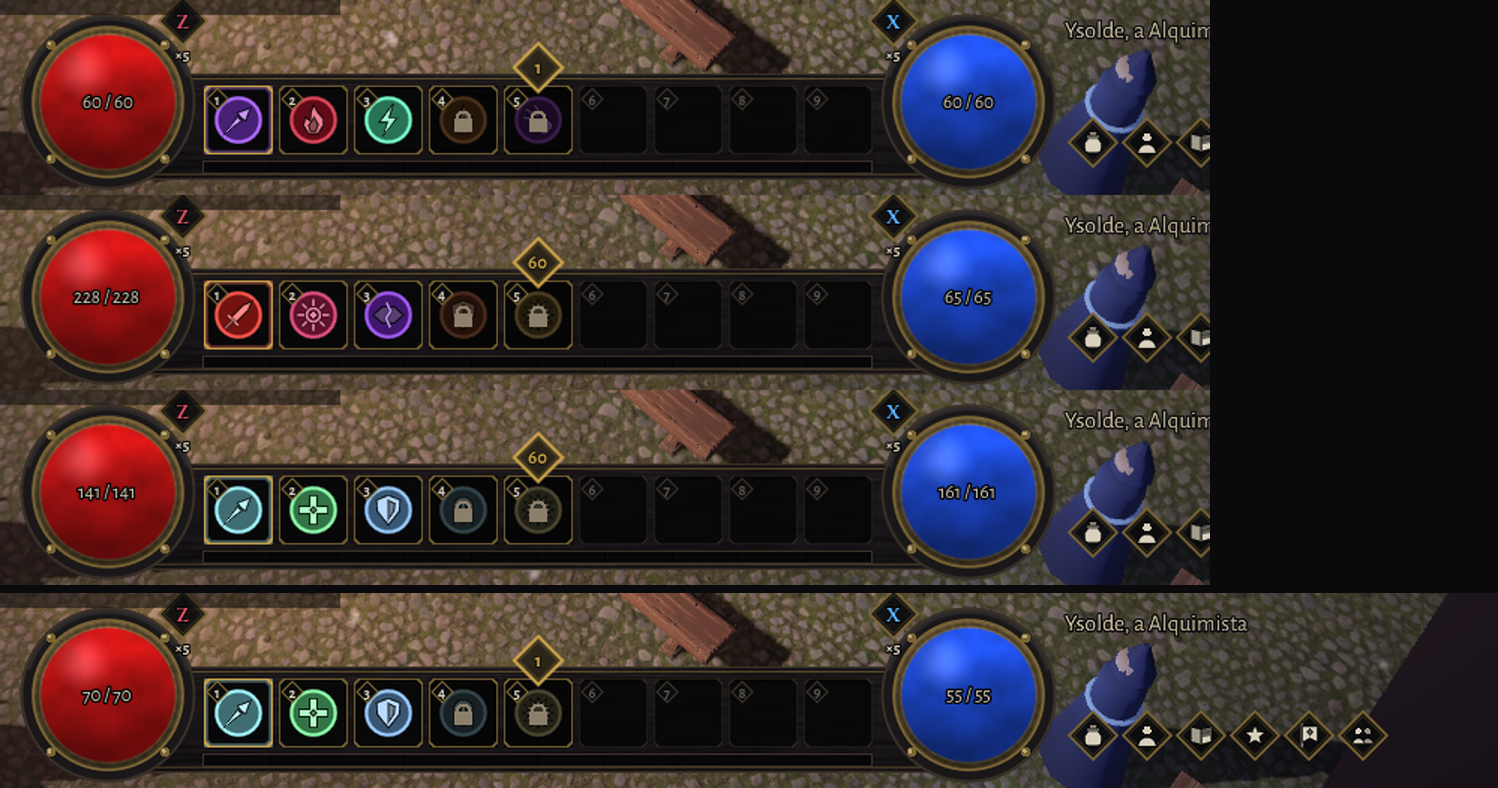 Z
X
Ysolde, a Alquim
×5
×5
1
60/60
1 2 3 4 5 6 7 8 9
60/60
Z
X
Ysolde, a Alquim
×5
×5
60
228/228
1 2 3 4 5 6 7 8 9
65/65
Z
X
Ysolde, a Alquim
×5
×5
60
141/141
1 2 3 4 5 6 7 8 9
161/161
Z
X
Ysolde, a Alquimista
×5
×5
1
70/70
1 2 3 4 5 6 7 8 9
55/55